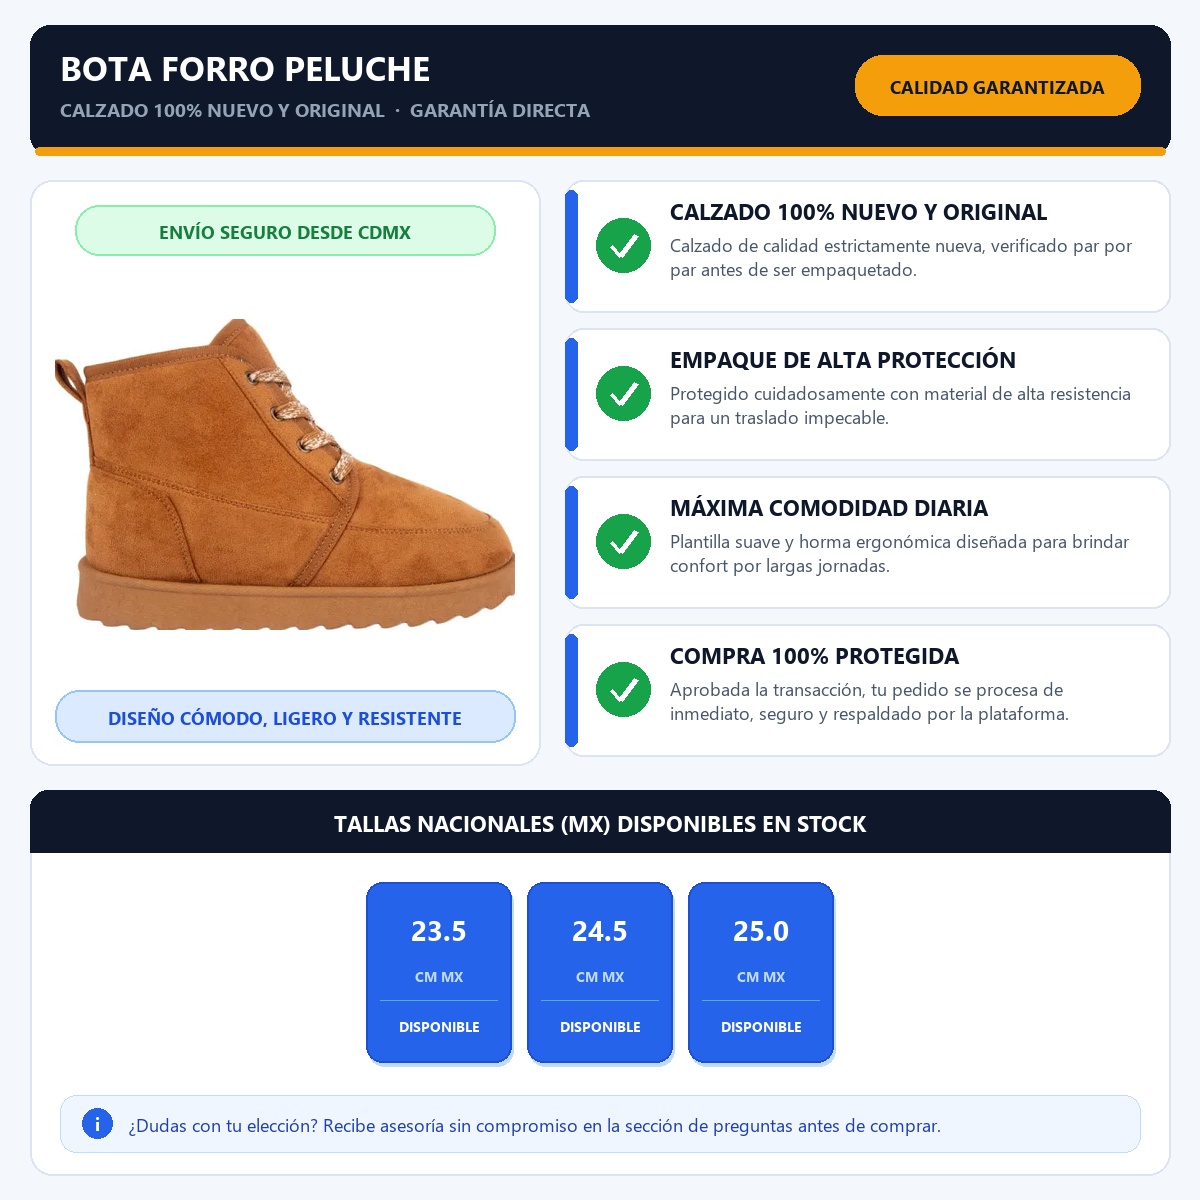 BOTA FORRO PELUCHE
CALZADO 100% NUEVO Y ORIGINAL · GARANTÍA DIRECTA
CALIDAD GARANTIZADA
ENVÍO SEGURO DESDE CDMX
DISEÑO CÓMODO, LIGERO Y RESISTENTE
CALZADO 100% NUEVO Y ORIGINAL
Calzado de calidad estrictamente nueva, verificado par por
par antes de ser empaquetado.
EMPAQUE DE ALTA PROTECCIÓN
Protegido cuidadosamente con material de alta resistencia
para un traslado impecable.
MÁXIMA COMODIDAD DIARIA
Plantilla suave y horma ergonómica diseñada para brindar
confort por largas jornadas.
COMPRA 100% PROTEGIDA
Aprobada la transacción, tu pedido se procesa de
inmediato, seguro y respaldado por la plataforma.
TALLAS NACIONALES (MX) DISPONIBLES EN STOCK
23.5
CM MX
DISPONIBLE
24.5
CM MX
DISPONIBLE
25.0
CM MX
DISPONIBLE
i
¿Dudas con tu elección? Recibe asesoría sin compromiso en la sección de preguntas antes de comprar.